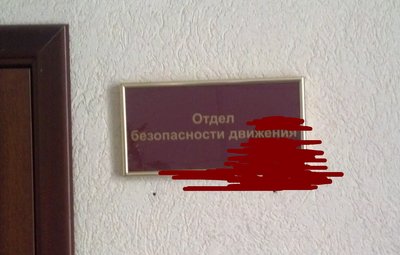 Отдел
безопасности движения